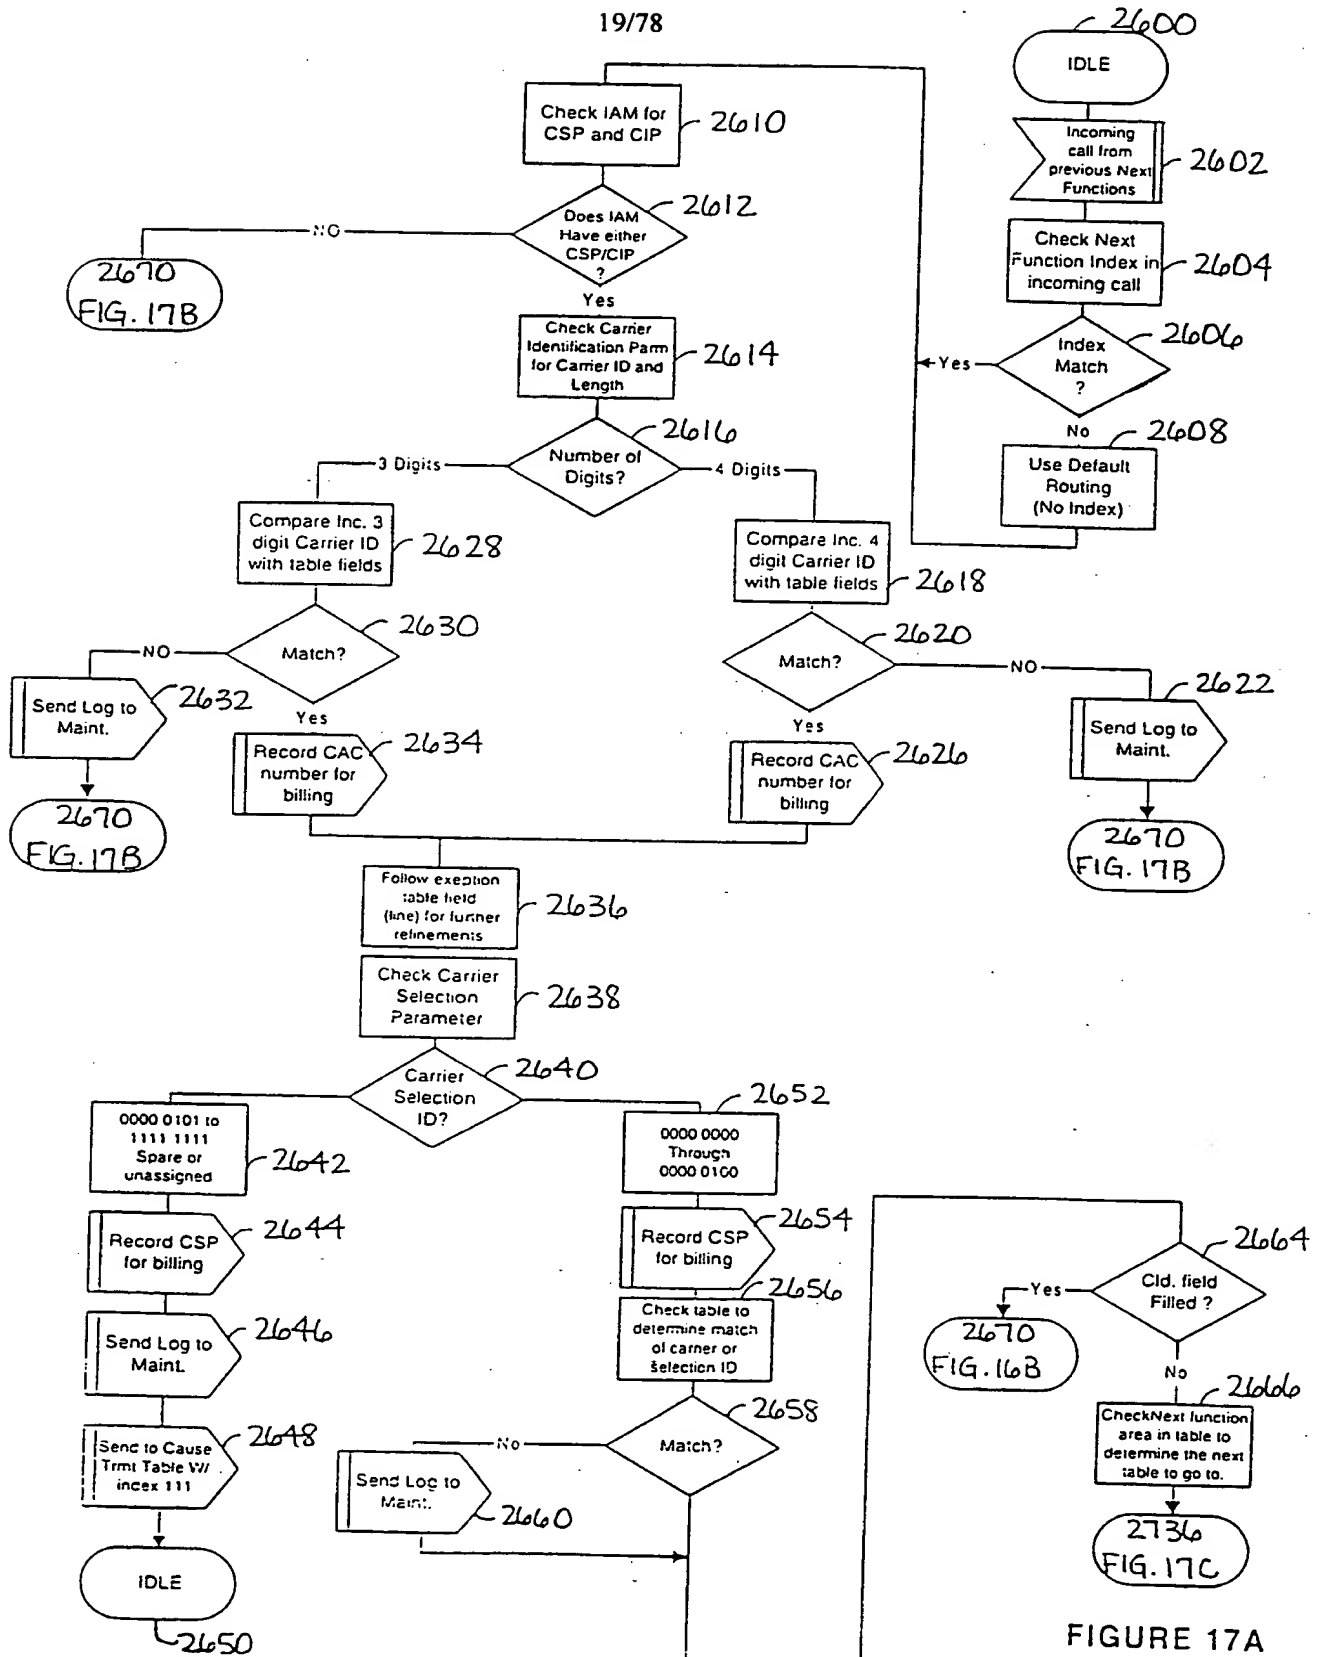 19/78
2600
IDLE
Incoming
call from
previous Next
Functions
2602
Check Next
Function Index in
incoming call
2604
Index
Match
?
2606
Yes
No
2608
Use Default
Routing
(No Index)
Check IAM for
CSP and CIP
2610
Does IAM
Have either
CSP/CIP
?
2612
NO
2670
FIG. 17B
Yes
Check Carrier
Identification Parm
for Carrier ID and
Length
2614
Number of
Digits?
2616
3 Digits
4 Digits
Compare Inc. 3
digit Carrier ID
with table fields
2628
Compare Inc. 4
digit Carrier ID
with table fields
2618
Match?
2630
NO
Send Log to
Maint.
2632
2670
FIG. 17B
Yes
Record CAC
number for
billing
2634
Match?
2620
NO
2622
Send Log to
Maint.
2670
FIG. 17B
Yes
Record CAC
number for
billing
2626
Follow exeption
table field
(line) for further
refinements
2636
Check Carrier
Selection
Parameter
2638
Carrier
Selection
ID?
2640
0000 0101 to
1111 1111
Spare or
unassigned
2642
Record CSP
for billing
2644
Send Log to
Maint.
2646
Send to Cause
Trmt Table W/
index 111
2648
IDLE
2650
2652
0000 0000
Through
0000 0100
Record CSP
for billing
2654
2656
Check table to
determine match
of carrier or
selection ID
Match?
2658
No
Send Log to
Maint.
2660
Cld. field
Filled ?
2664
Yes
2670
FIG. 16B
No
2666
CheckNext function
area in table to
determine the next
table to go to.
2736
FIG. 17C
FIGURE 17A